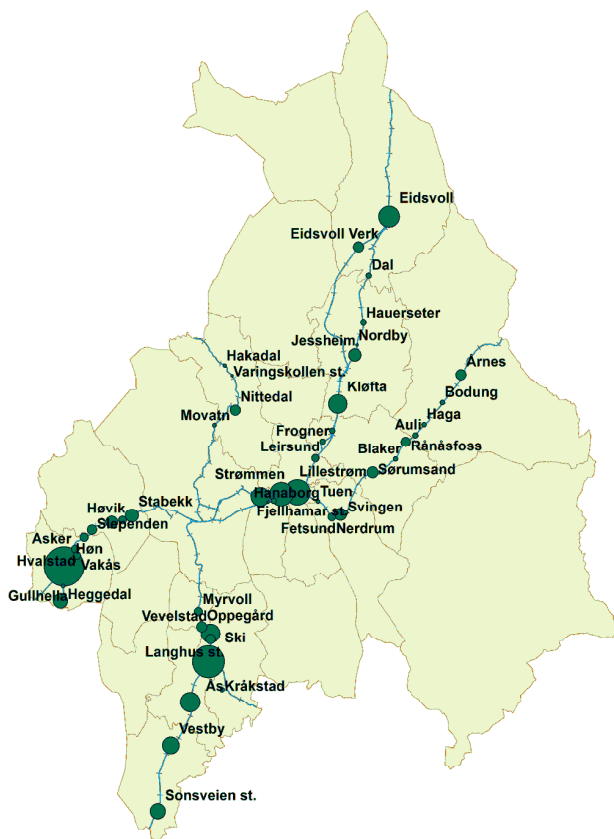 Eidsvoll
Eidsvoll Verk
Dal
Hauerseter
Nordby
Jessheim
Hakadal
Varingskollen st.
Årnes
Kløfta
Bodung
Nittedal
Movatn
Haga
Auli
Frogner
Rånåsfoss
Leirsund
Blaker
Lillestrøm
Sørumsand
Strømmen
Hanaborg
Tuen
Stabekk
Høvik
Fjellhamar st.
Svingen
Slependen
Fetsund
Nerdrum
Asker
Høn
Hvalstad
Vakås
Gullhella
Heggedal
Myrvoll
Vevelstad
Oppegård
Ski
Langhus st.
Ås
Kråkstad
Vestby
Sonsveien st.